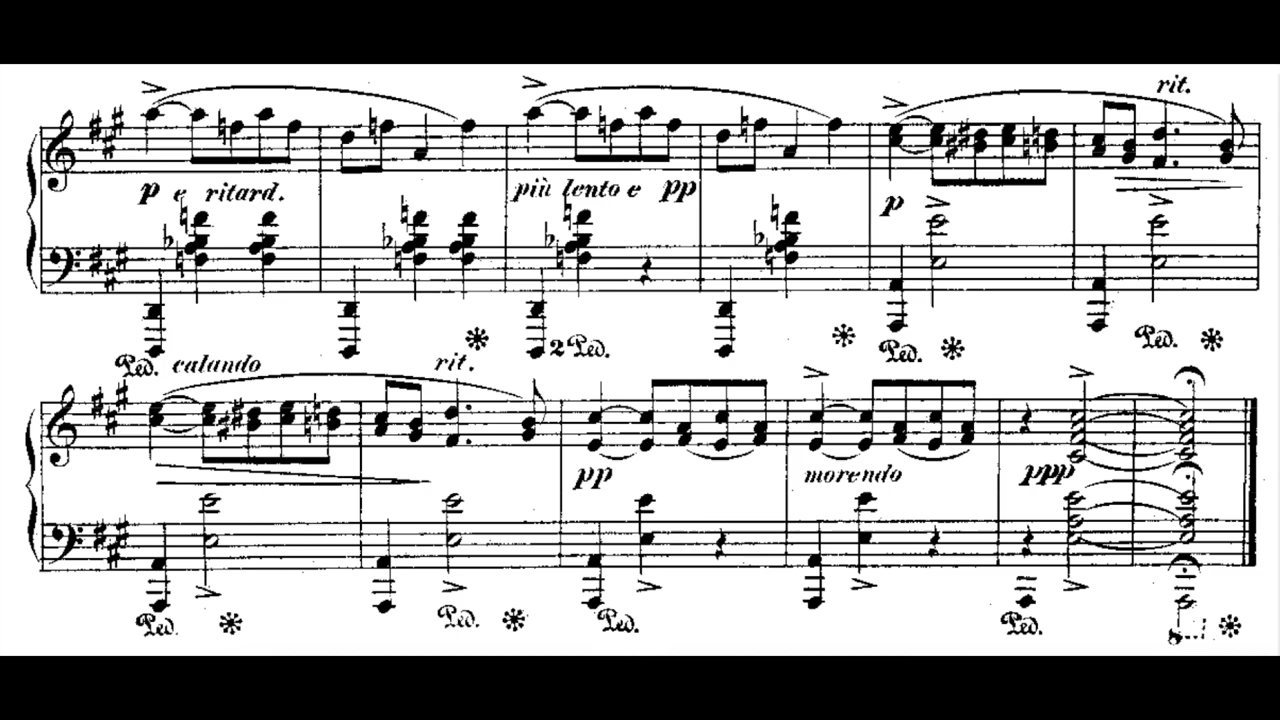 rit.
p e ritard.
più lento e pp
p
Ped.
2 Ped.
Ped.
Ped.
calando
rit.
pp
morendo
ppp
Ped.
Ped.
Ped.
Ped.
8